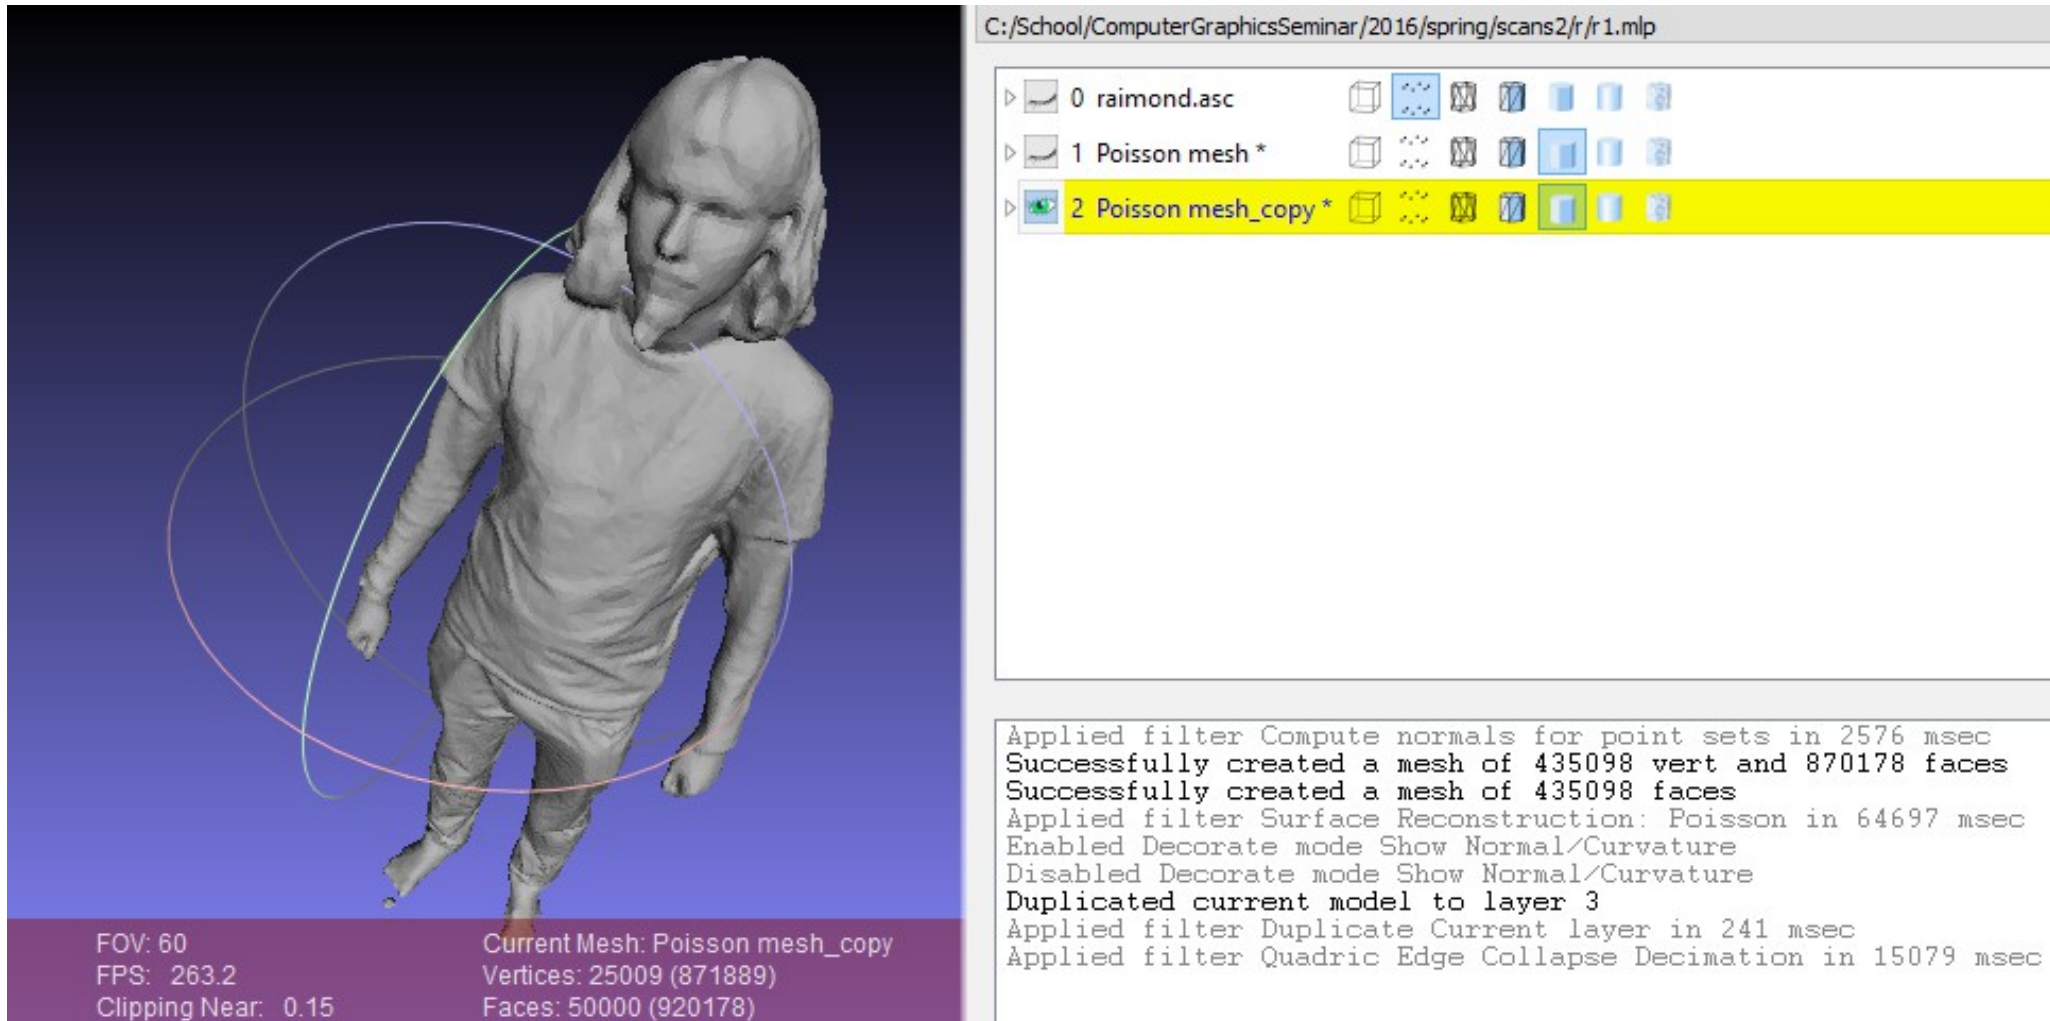 C:/School/ComputerGraphicsSeminar/2016/spring/scans2/r/r1.mlp
0 raimond.asc
1 Poisson mesh *
2 Poisson mesh_copy *
Applied filter Compute normals for point sets in 2576 msec
Successfully created a mesh of 435098 vert and 870178 faces
Successfully created a mesh of 435098 faces
Applied filter Surface Reconstruction: Poisson in 64697 msec
Enabled Decorate mode Show Normal/Curvature
Disabled Decorate mode Show Normal/Curvature
Duplicated current model to layer 3
Applied filter Duplicate Current layer in 241 msec
Applied filter Quadric Edge Collapse Decimation in 15079 msec
FOV: 60
FPS: 263.2
Clipping Near: 0.15
Current Mesh: Poisson mesh_copy
Vertices: 25009 (871889)
Faces: 50000 (920178)